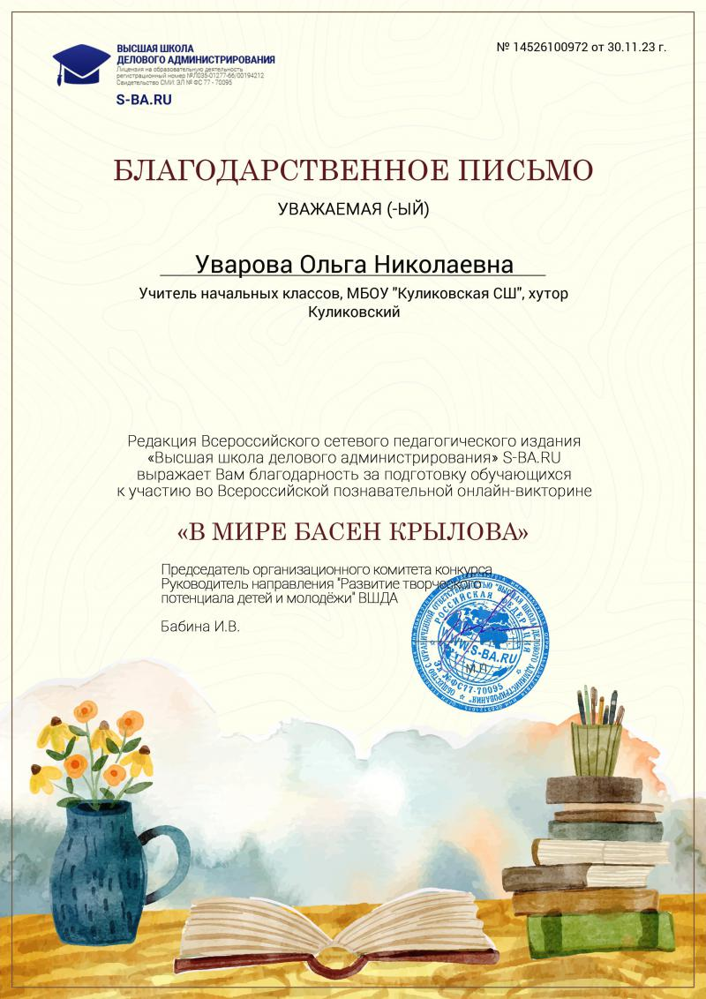 ВЫСШАЯ ШКОЛА
ДЕЛОВОГО АДМИНИСТРИРОВАНИЯ
Лицензия на образовательную деятельность
регистрационный номер №Л035-01277-66/00194212
Свидетельство СМИ: ЭЛ № ФС 77 - 70095
S-BA.RU
№ 14526100972 от 30.11.23 г.
БЛАГОДАРСТВЕННОЕ ПИСЬМО
УВАЖАЕМАЯ (-ЫЙ)
Уварова Ольга Николаевна
Учитель начальных классов, МБОУ "Куликовская СШ", хутор
Куликовский
Редакция Всероссийского сетевого педагогического издания
«Высшая школа делового администрирования» S-BA.RU
выражает Вам благодарность за подготовку обучающихся
к участию во Всероссийской познавательной онлайн-викторине
«В МИРЕ БАСЕН КРЫЛОВА»
Председатель организационного комитета конкурса
Руководитель направления "Развитие творческого
потенциала детей и молодёжи" ВШДА
Бабина И.В.
ОБЩЕСТВО С ОГРАНИЧЕННОЙ ОТВЕТСТВЕННОСТЬЮ "ВЫСШАЯ ШКОЛА ДЕЛОВОГО АДМИНИСТРИРОВАНИЯ"
РОССИЙСКАЯ ФЕДЕРАЦИЯ
WWW.S-BA.RU
М.П.
ЭЛ №ФС77-70095